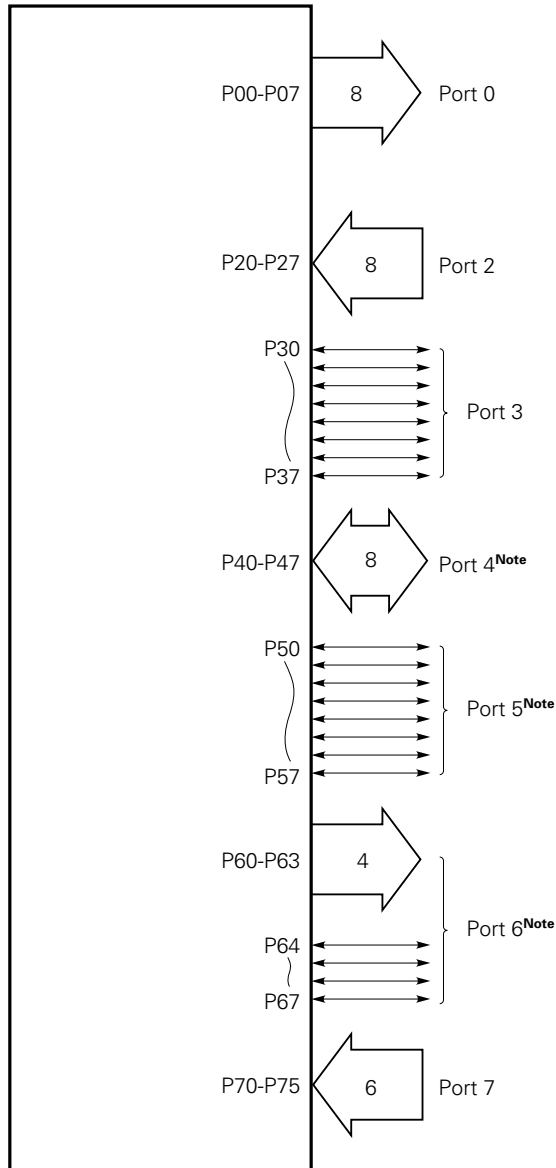 P00-P07 8 Port 0
P20-P27 8 Port 2
P30
Port 3
P37
P40-P47 8 Port 4Note
P50
Port 5Note
P57
P60-P63 4
Port 6Note
P64
P67
P70-P75 6 Port 7